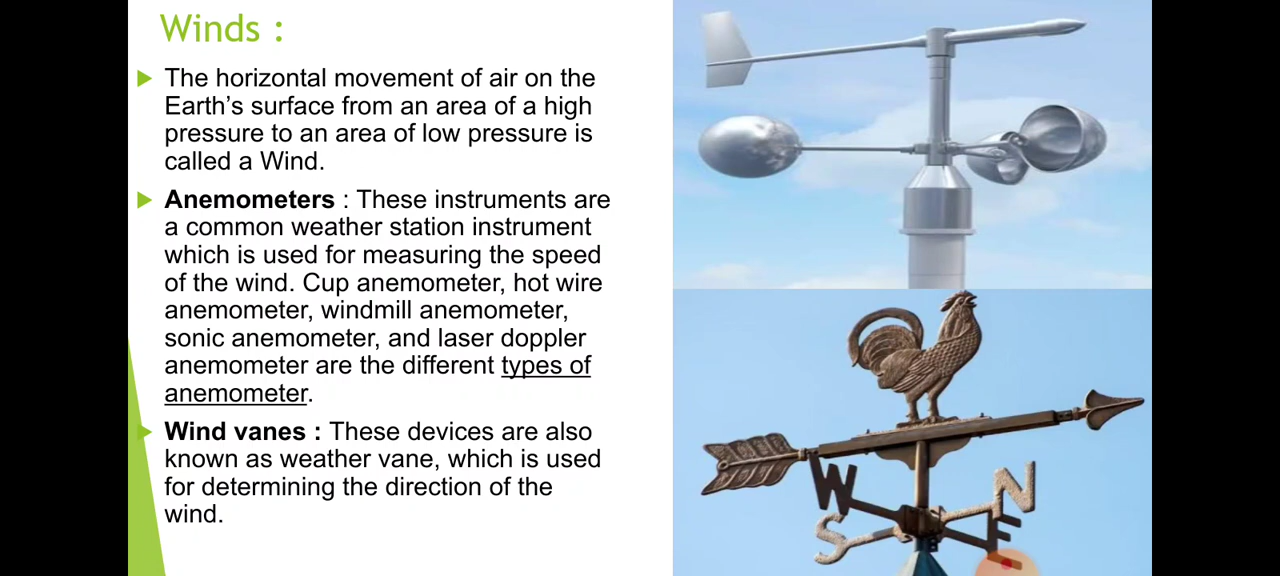 Winds :
The horizontal movement of air on the
Earth's surface from an area of a high
pressure to an area of low pressure is
called a Wind.
Anemometers : These instruments are
a common weather station instrument
which is used for measuring the speed
of the wind. Cup anemometer, hot wire
anemometer, windmill anemometer,
sonic anemometer, and laser doppler
anemometer are the different types of
anemometer.
Wind vanes : These devices are also
known as weather vane, which is used
for determining the direction of the
wind.
W
N
S
E